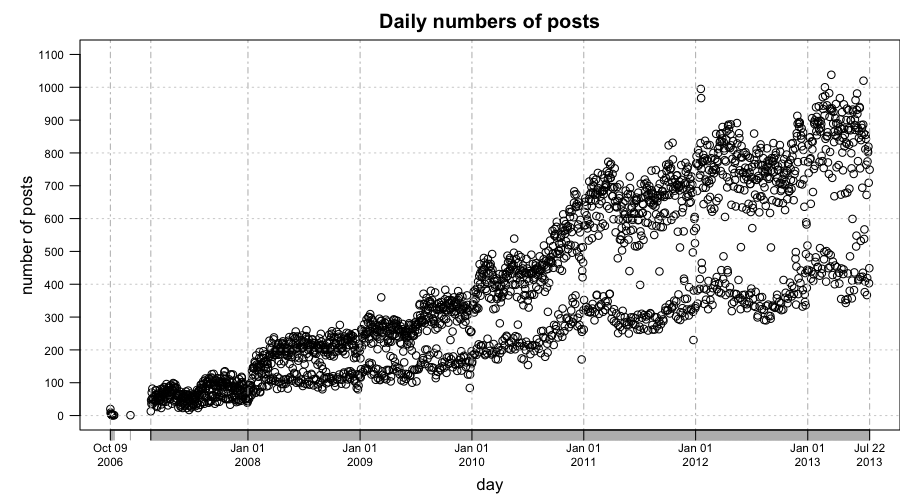 Daily numbers of posts
number of posts
1100
1000
900
800
700
600
500
400
300
200
100
0
Oct 09 Jan 01 Jan 01 Jan 01 Jan 01 Jan 01 Jan 01 Jul 22
2006 2008 2009 2010 2011 2012 2013 2013
day